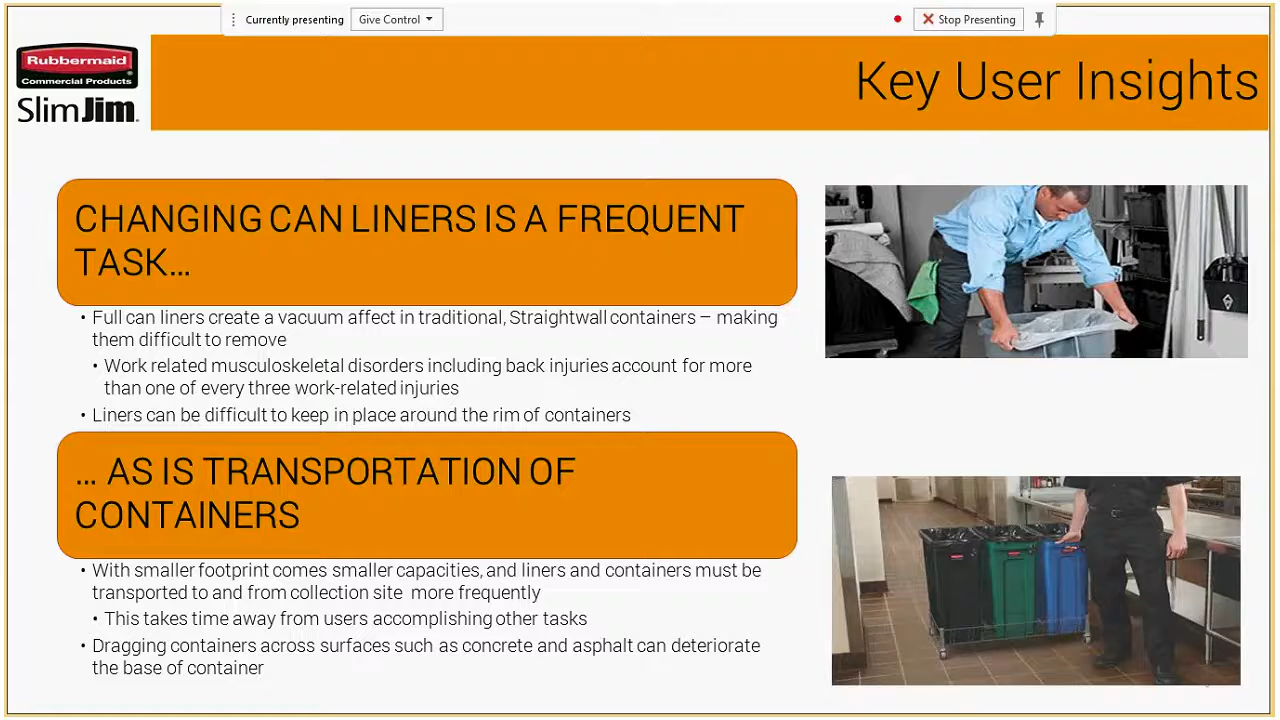 Currently presenting Give Control Stop Presenting
Rubbermaid
Commercial Products
SlimJim.
Key User Insights
CHANGING CAN LINERS IS A FREQUENT
TASK…
• Full can liners create a vacuum affect in traditional, Straightwall containers – making
them difficult to remove
• Work related musculoskeletal disorders including back injuries account for more
than one of every three work-related injuries
• Liners can be difficult to keep in place around the rim of containers
… AS IS TRANSPORTATION OF
CONTAINERS
• With smaller footprint comes smaller capacities, and liners and containers must be
transported to and from collection site more frequently
• This takes time away from users accomplishing other tasks
• Dragging containers across surfaces such as concrete and asphalt can deteriorate
the base of container